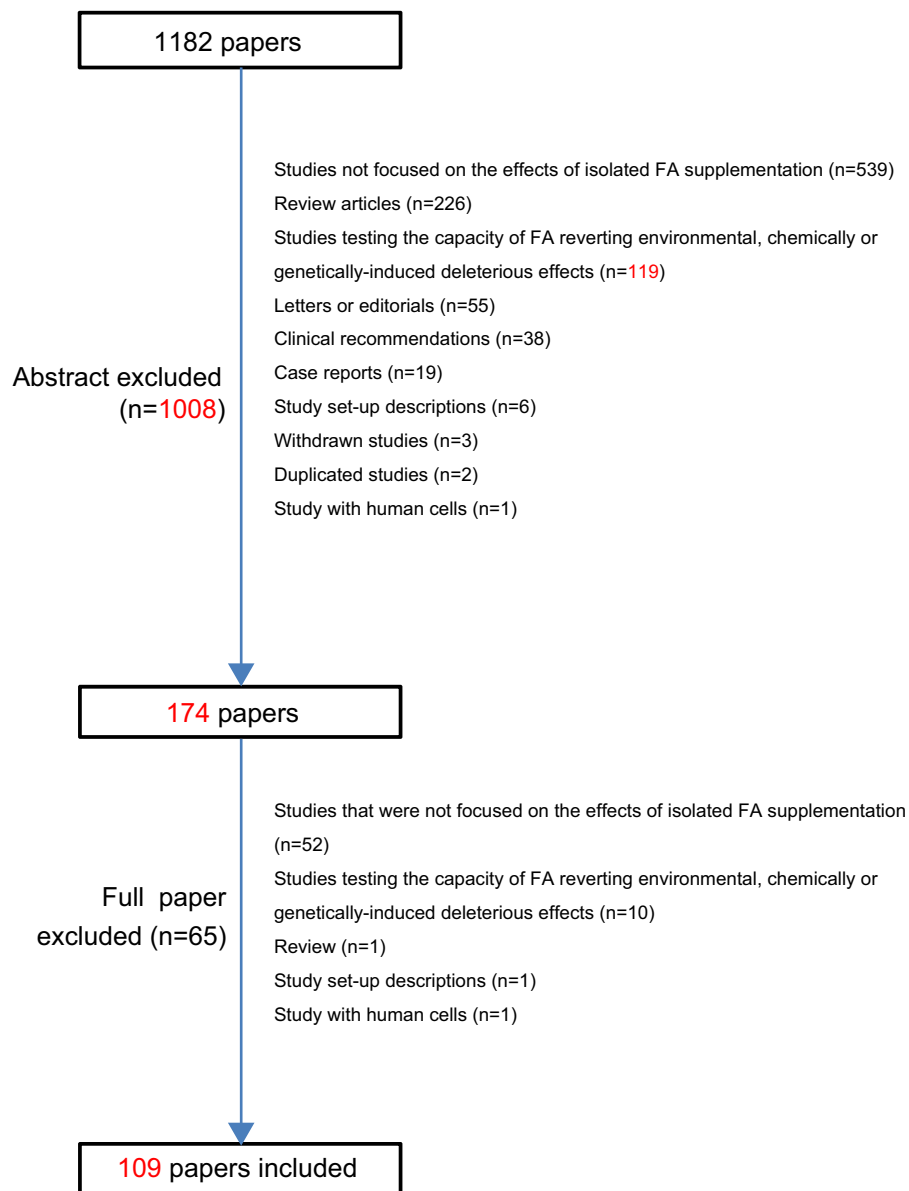 1182 papers
Studies not focused on the effects of isolated FA supplementation (n=539)
Review articles (n=226)
Studies testing the capacity of FA reverting environmental, chemically or
genetically-induced deleterious effects (n=119)
Letters or editorials (n=55)
Clinical recommendations (n=38)
Case reports (n=19)
Study set-up descriptions (n=6)
Withdrawn studies (n=3)
Duplicated studies (n=2)
Study with human cells (n=1)
Abstract excluded
(n=1008)
174 papers
Studies that were not focused on the effects of isolated FA supplementation
(n=52)
Studies testing the capacity of FA reverting environmental, chemically or
genetically-induced deleterious effects (n=10)
Review (n=1)
Study set-up descriptions (n=1)
Study with human cells (n=1)
Full paper
excluded (n=65)
109 papers included